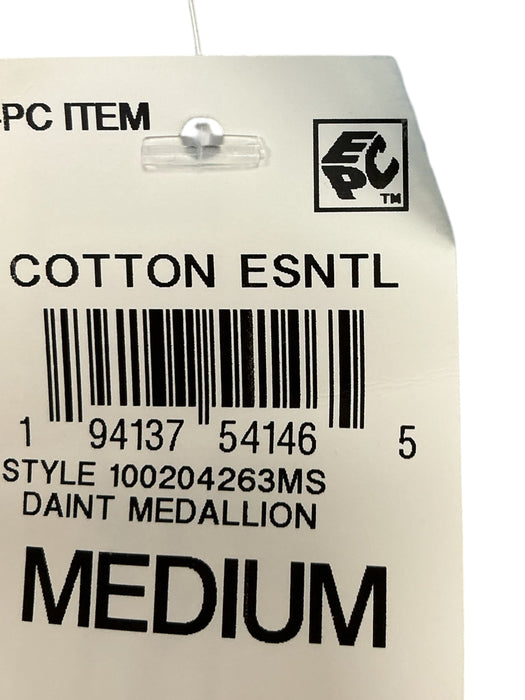 -PC ITEM
EPC
TM
COTTON ESNTL
1 94137 54146 5
STYLE 100204263MS
DAINT MEDALLION
MEDIUM